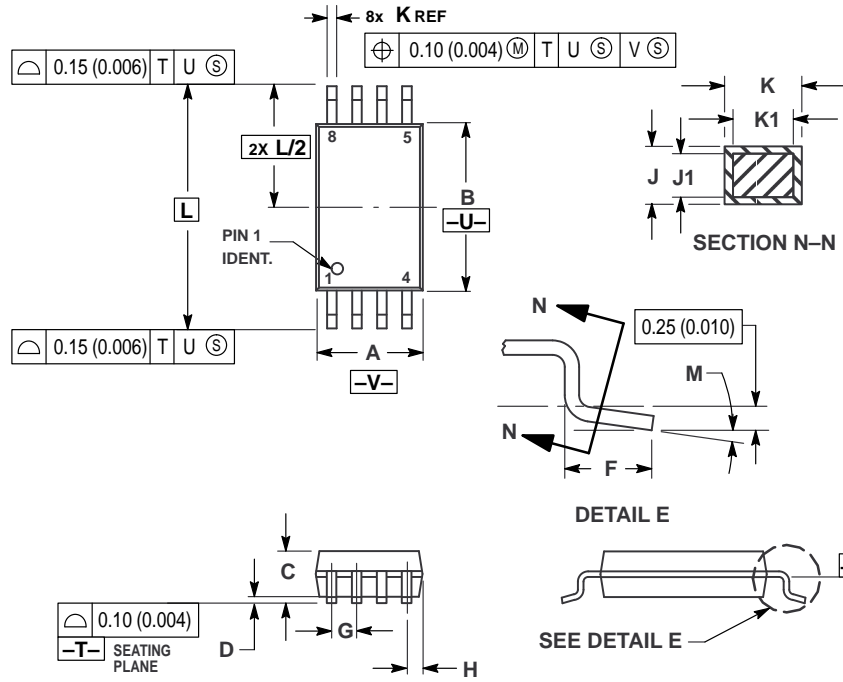 8x K REF
⌓ 0.15 (0.006) T U Ⓢ
⌖ 0.10 (0.004) Ⓜ T U Ⓢ V Ⓢ
2X L/2
8 5
L
B
–U–
PIN 1
IDENT.
1 4
⌓ 0.15 (0.006) T U Ⓢ
A
–V–
K
K1
J J1
SECTION N–N
N
0.25 (0.010)
M
N
F
DETAIL E
C
⌓ 0.10 (0.004)
–T– SEATING
PLANE
D
G
H
SEE DETAIL E